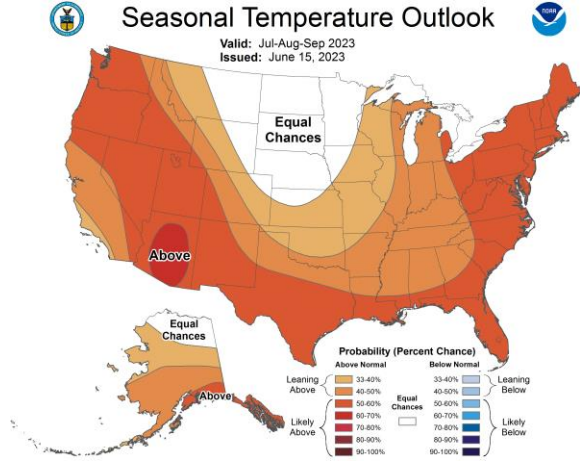 Seasonal Temperature Outlook
NOAA
Valid: Jul-Aug-Sep 2023
Issued: June 15, 2023
Equal
Chances
Above
Equal
Chances
Above
Probability (Percent Chance)
Above Normal
Below Normal
Leaning
Above
33-40%
40-50%
Likely
Above
50-60%
60-70%
70-80%
80-90%
90-100%
Equal
Chances
33-40%
40-50%
Leaning
Below
50-60%
60-70%
70-80%
80-90%
90-100%
Likely
Below